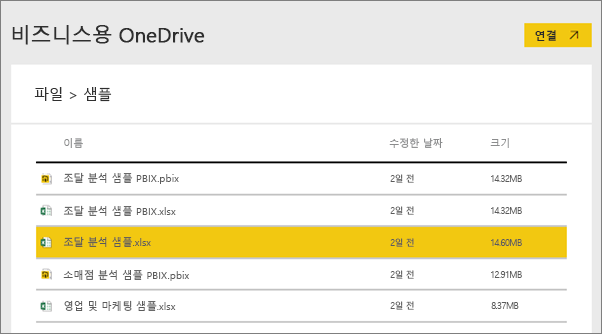 비즈니스용 OneDrive
연결
파일 > 샘플
이름 수정한 날짜 크기
조달 분석 샘플 PBIX.pbix 2일 전 14.32MB
조달 분석 샘플 PBIX.xlsx 2일 전 14.32MB
조달 분석 샘플.xlsx 2일 전 14.60MB
소매점 분석 샘플 PBIX.pbix 2일 전 12.91MB
영업 및 마케팅 샘플.xlsx 2일 전 8.37MB